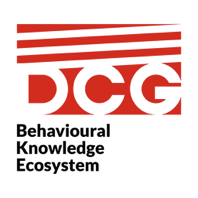 DCG
Behavioural
Knowledge
Ecosystem